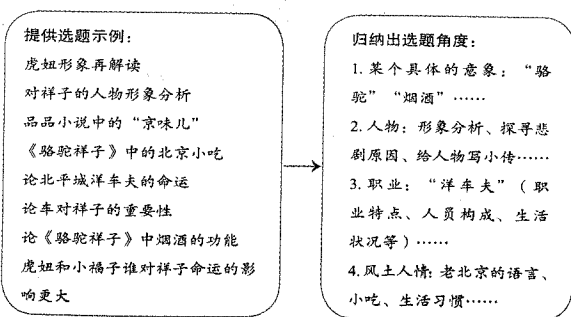 提供选题示例：
虎妞形象再解读
对祥子的人物形象分析
品品小说中的“京味儿”
《骆驼祥子》中的北京小吃
论北平城洋车夫的命运
论车对祥子的重要性
论《骆驼祥子》中烟酒的功能
虎妞和小福子谁对祥子命运的影
响更大
归纳出选题角度：
1. 某个具体的意象：“骆
驼”“烟酒”……
2. 人物：形象分析、探寻悲
剧原因、给人物写小传……
3. 职业：“洋车夫”（职
业特点、人员构成、生活
状况等）……
4. 风土人情：老北京的语言、
小吃、生活习惯……